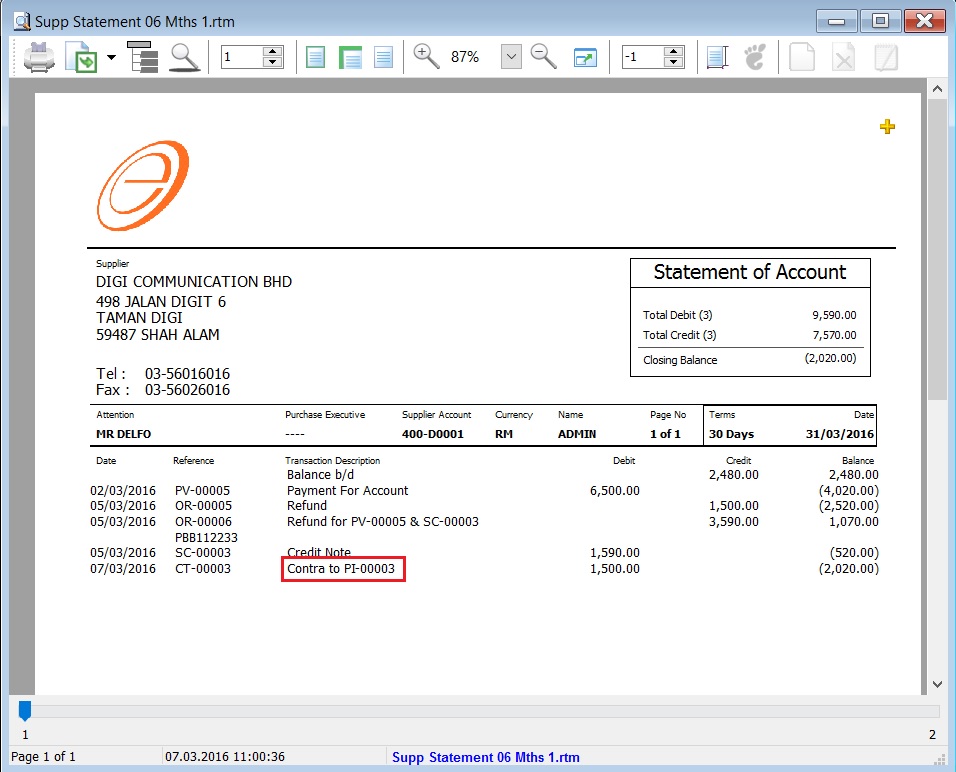 Supp Statement 06 Mths 1.rtm
1 87% -1
Supplier
DIGI COMMUNICATION BHD
498 JALAN DIGIT 6
TAMAN DIGI
59487 SHAH ALAM
Tel : 03-56016016
Fax : 03-56026016
Statement of Account
Total Debit (3) 9,590.00
Total Credit (3) 7,570.00
Closing Balance (2,020.00)
Attention Purchase Executive Supplier Account Currency Name Page No Terms Date
MR DELFO ---- 400-D0001 RM ADMIN 1 of 1 30 Days 31/03/2016
Date Reference Transaction Description Debit Credit Balance
Balance b/d 2,480.00 2,480.00
02/03/2016 PV-00005 Payment For Account 6,500.00 (4,020.00)
05/03/2016 OR-00005 Refund 1,500.00 (2,520.00)
05/03/2016 OR-00006 Refund for PV-00005 & SC-00003 3,590.00 1,070.00
PBB112233
05/03/2016 SC-00003 Credit Note 1,590.00 (520.00)
07/03/2016 CT-00003 Contra to PI-00003 1,500.00 (2,020.00)
1 2
Page 1 of 1 07.03.2016 11:00:36 Supp Statement 06 Mths 1.rtm